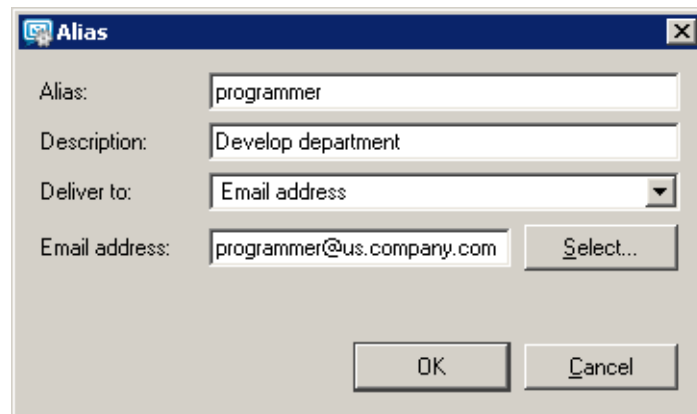 Alias
Alias: programmer
Description: Develop department
Deliver to: Email address
Email address: programmer@us.company.com Select...
OK Cancel